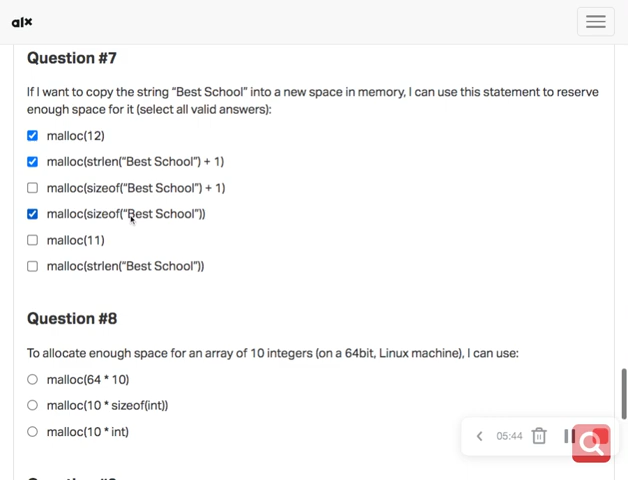 alx
Question #7
If I want to copy the string “Best School” into a new space in memory, I can use this statement to reserve
enough space for it (select all valid answers):
malloc(12)
malloc(strlen(“Best School”) + 1)
malloc(sizeof(“Best School”) + 1)
malloc(sizeof(“Best School”))
malloc(11)
malloc(strlen(“Best School”))
Question #8
To allocate enough space for an array of 10 integers (on a 64bit, Linux machine), I can use:
malloc(64 * 10)
malloc(10 * sizeof(int))
malloc(10 * int)
05:44